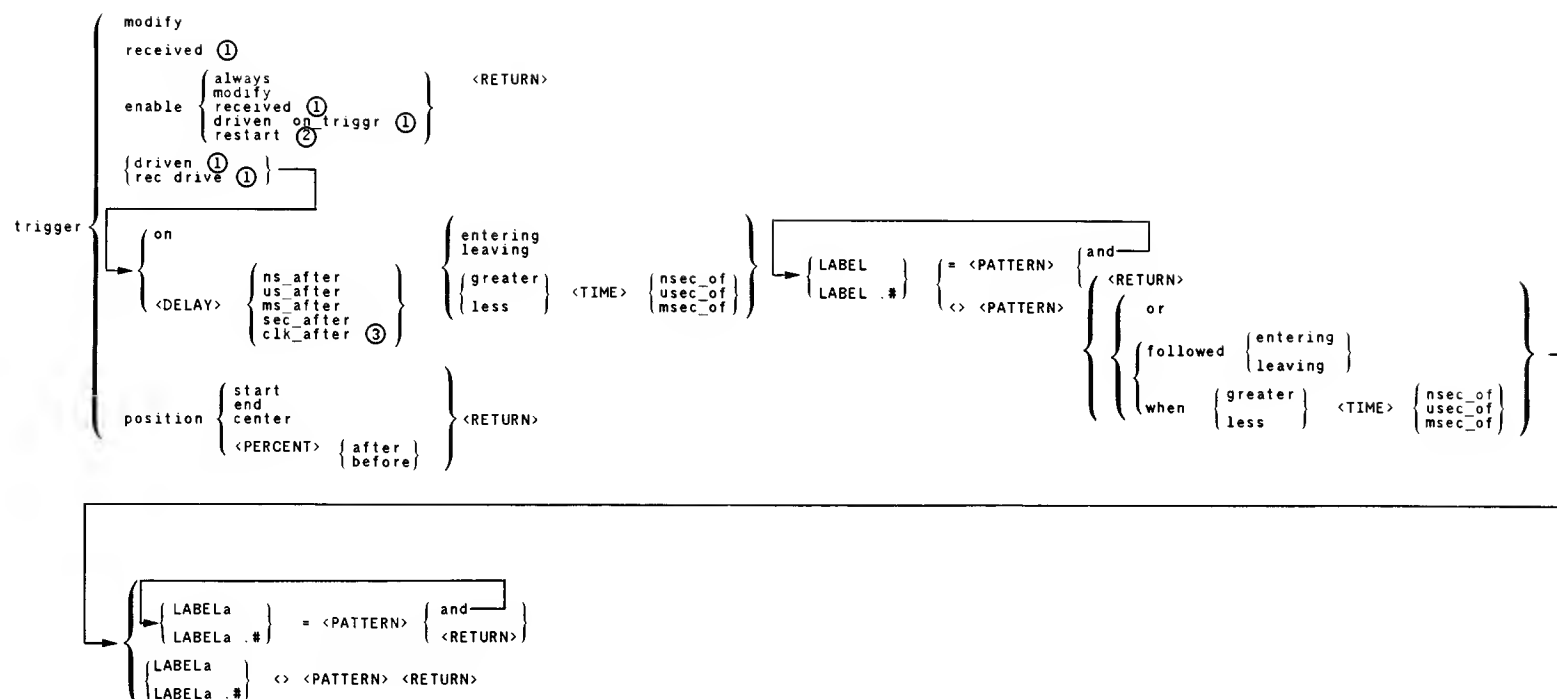 modify
received ①
always
<RETURN>
modify
enable
received ①
driven on_triggr ①
restart ②
driven ①
rec drive ①
trigger
on
entering
and
leaving
LABEL
= <PATTERN>
<RETURN>
ns_after
greater
nsec_of
us_after
<TIME>
usec_of
<DELAY>
ms_after
less
msec_of
LABEL .#
<> <PATTERN>
or
sec_after
clk_after ③
followed
entering
leaving
start
when
greater
<TIME>
nsec_of
end
usec_of
position
center
<RETURN>
less
msec_of
<PERCENT>
after
before
LABELa
= <PATTERN>
and
LABELa .#
<RETURN>
LABELa
<> <PATTERN> <RETURN>
LABELa .#